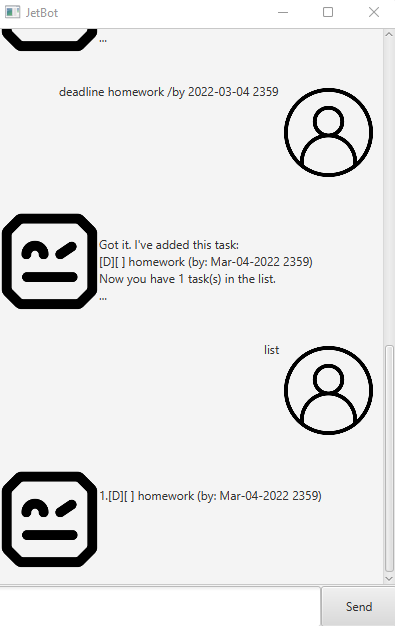 JetBot
...
deadline homework /by 2022-03-04 2359
Got it. I've added this task:
[D][ ] homework (by: Mar-04-2022 2359)
Now you have 1 task(s) in the list.
...
list
1.[D][ ] homework (by: Mar-04-2022 2359)
Send